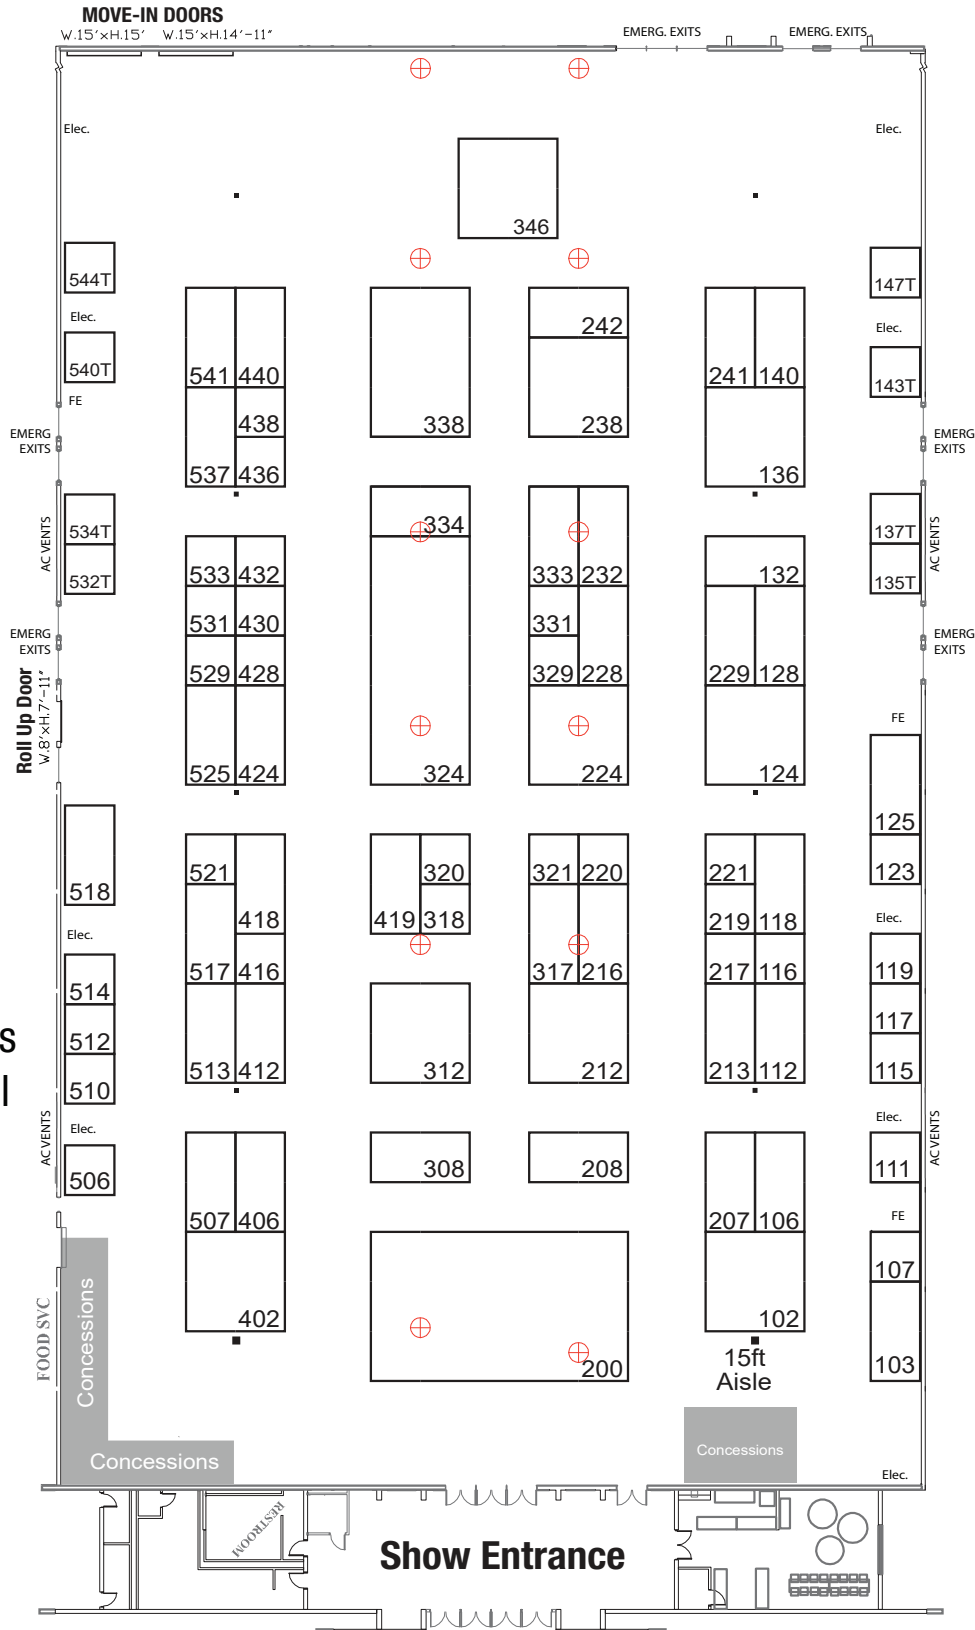 MOVE-IN DOORS
W.15'×H.15' W.15'×H.14'-11"
EMERG. EXITS
EMERG. EXITS
Elec.
Elec.
346
544T
147T
Elec.
Elec.
242
540T
541 440
241 140
143T
FE
438
338
238
EMERG
EXITS
EMERG
EXITS
537 436
136
AC VENTS
534T
334
137T
AC VENTS
532T
533 432
333 232
132
135T
531 430
331
EMERG
EXITS
EMERG
EXITS
529 428
329 228
229 128
Roll Up Door
W.8'×H.7'-11"
FE
525 424
324
224
124
125
521
320
321 220
221
123
518
418
419 318
219 118
Elec.
Elec.
517 416
317 216
217 116
119
514
117
s
512
513 412
312
212
213 112
115
l
510
AC VENTS
Elec.
Elec.
AC VENTS
506
308
208
111
507 406
207 106
FE
107
402
102
FOOD SVC
Concessions
200
15ft
Aisle
103
Concessions
Concessions
Elec.
RESTROOM
Show Entrance